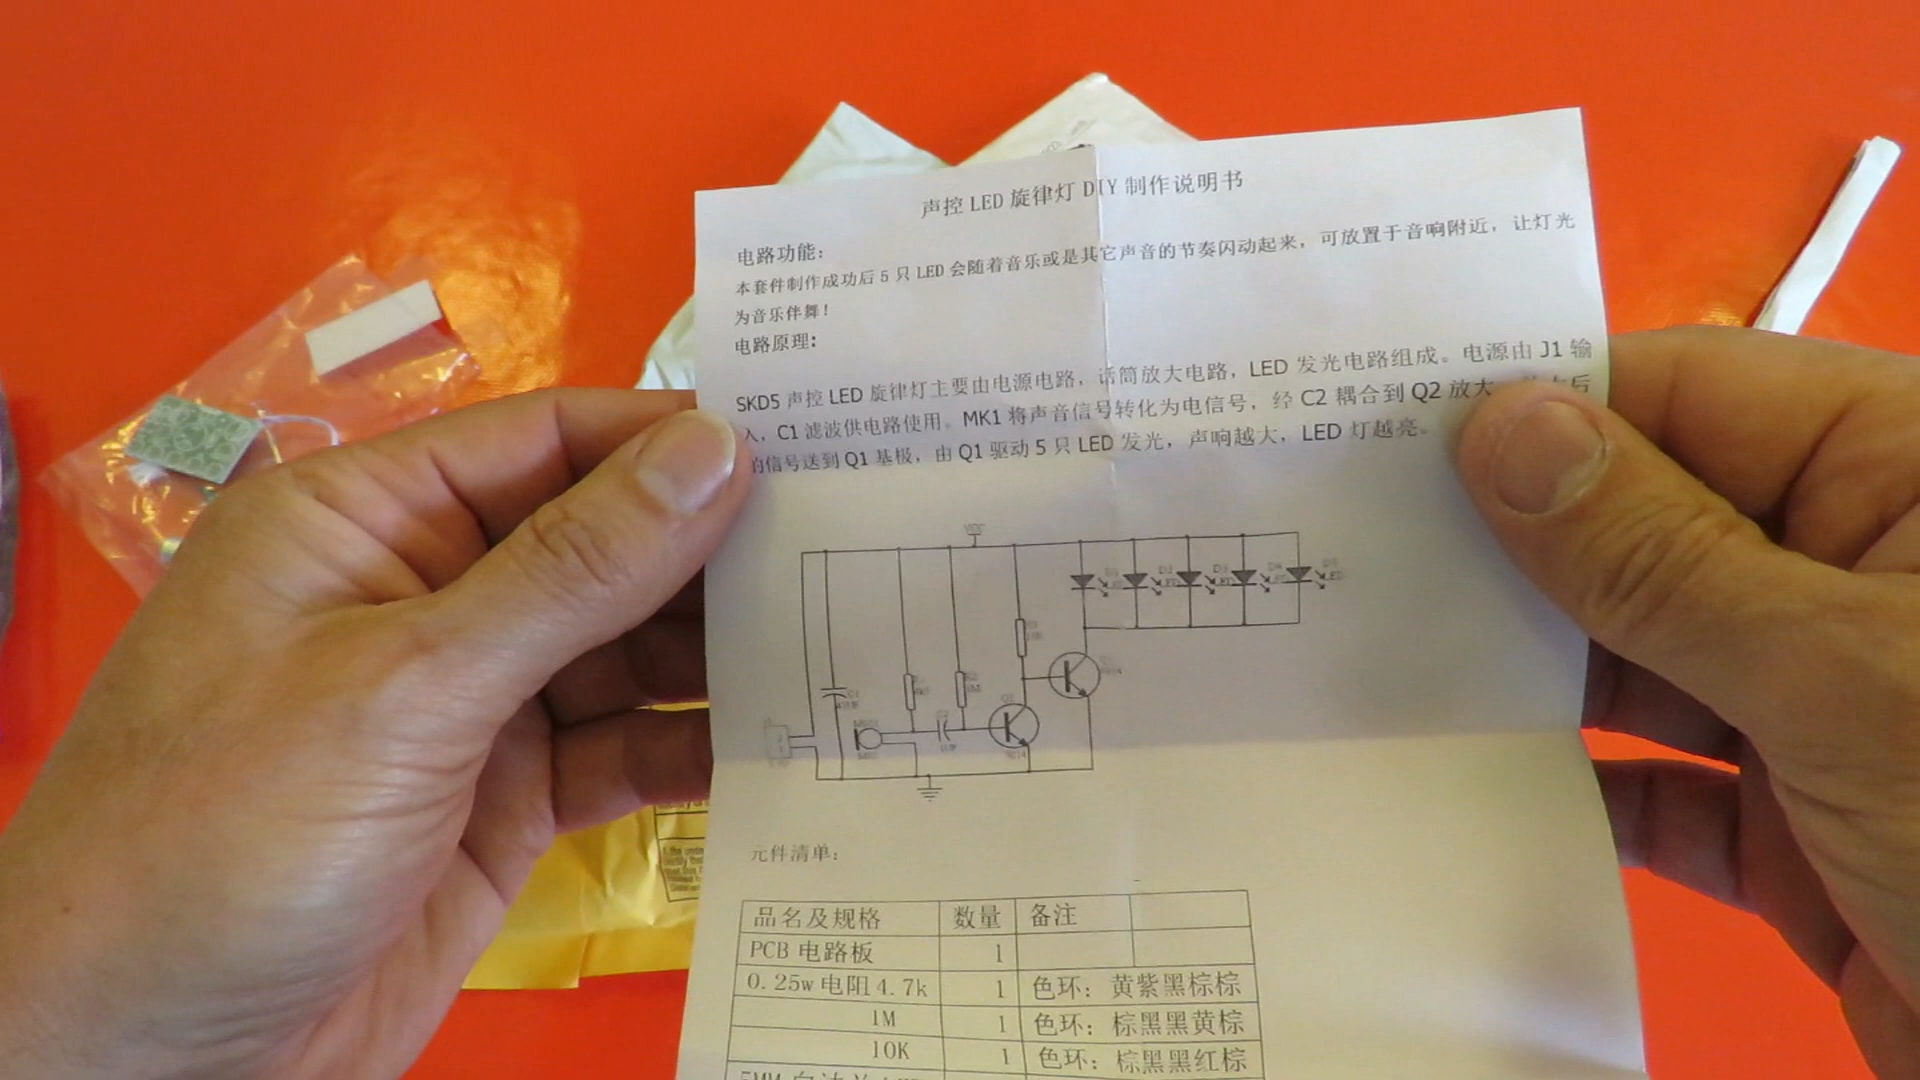 声控 LED 旋律灯 DIY 制作说明书
电路功能:
本套件制作成功后 5 只 LED 会随着音乐或是其它声音的节奏闪动起来，可放置于音响附近，让灯光
为音乐伴舞!
电路原理:
SKD5 声控 LED 旋律灯主要由电源电路，话筒放大电路，LED 发光电路组成。电源由 J1 输
入，C1 滤波供电路使用。MK1 将声音信号转化为电信号，经 C2 耦合到 Q2 放大
的信号送到 Q1 基极，由 Q1 驱动 5 只 LED 发光，声响越大，LED 灯越亮。
VCC
D2 D3 D4
LED
C1
R2
1M
元件清单:
品名及规格 数量 备注
PCB 电路板 1
0.25w 电阻 4.7k 1 色环: 黄紫黑棕棕
1M 1 色环: 棕黑黑黄棕
10K 1 色环: 棕黑黑红棕